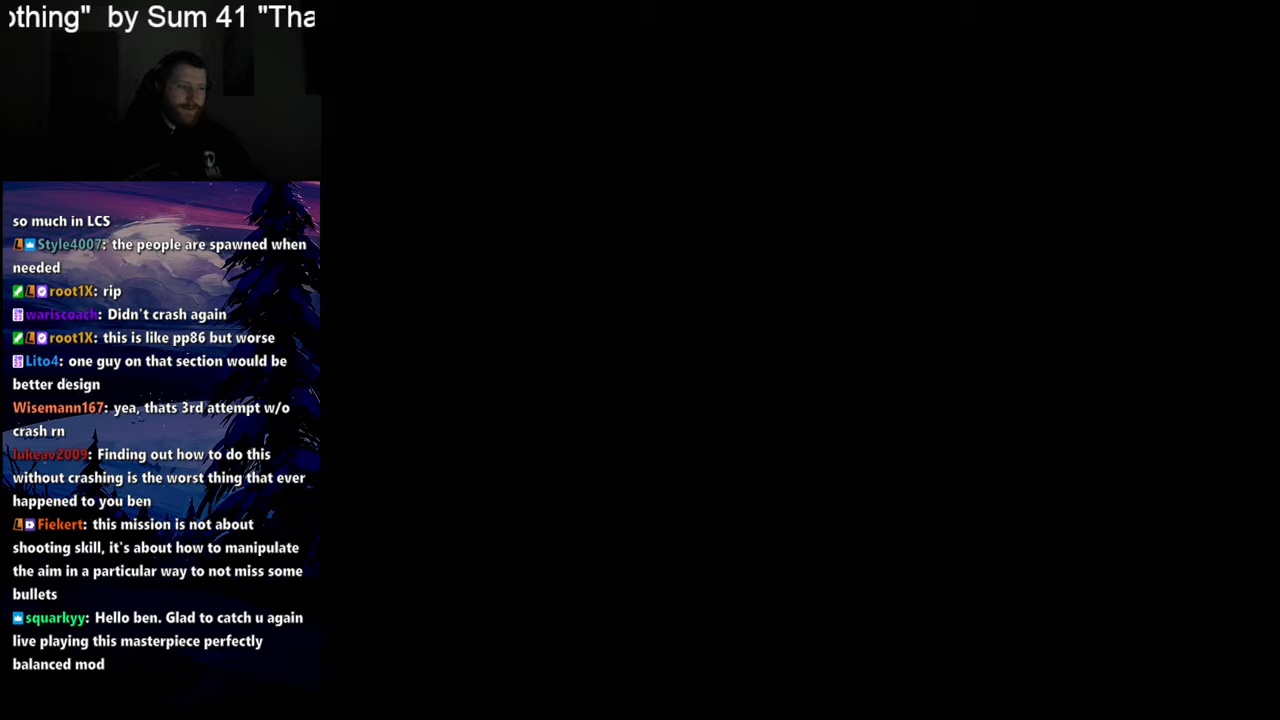 othing"  by Sum 41 "Tha
so much in LCS
Style4007: the people are spawned when
needed
root1X: rip
wariscoach: Didn't crash again
root1X: this is like pp86 but worse
Lito4: one guy on that section would be
better design
Wisemann167: yea, thats 3rd attempt w/o
crash rn
lukeav2009: Finding out how to do this
without crashing is the worst thing that ever
happened to you ben
Fiekert: this mission is not about
shooting skill, it's about how to manipulate
the aim in a particular way to not miss some
bullets
squarkyy: Hello ben. Glad to catch u again
live playing this masterpiece perfectly
balanced mod